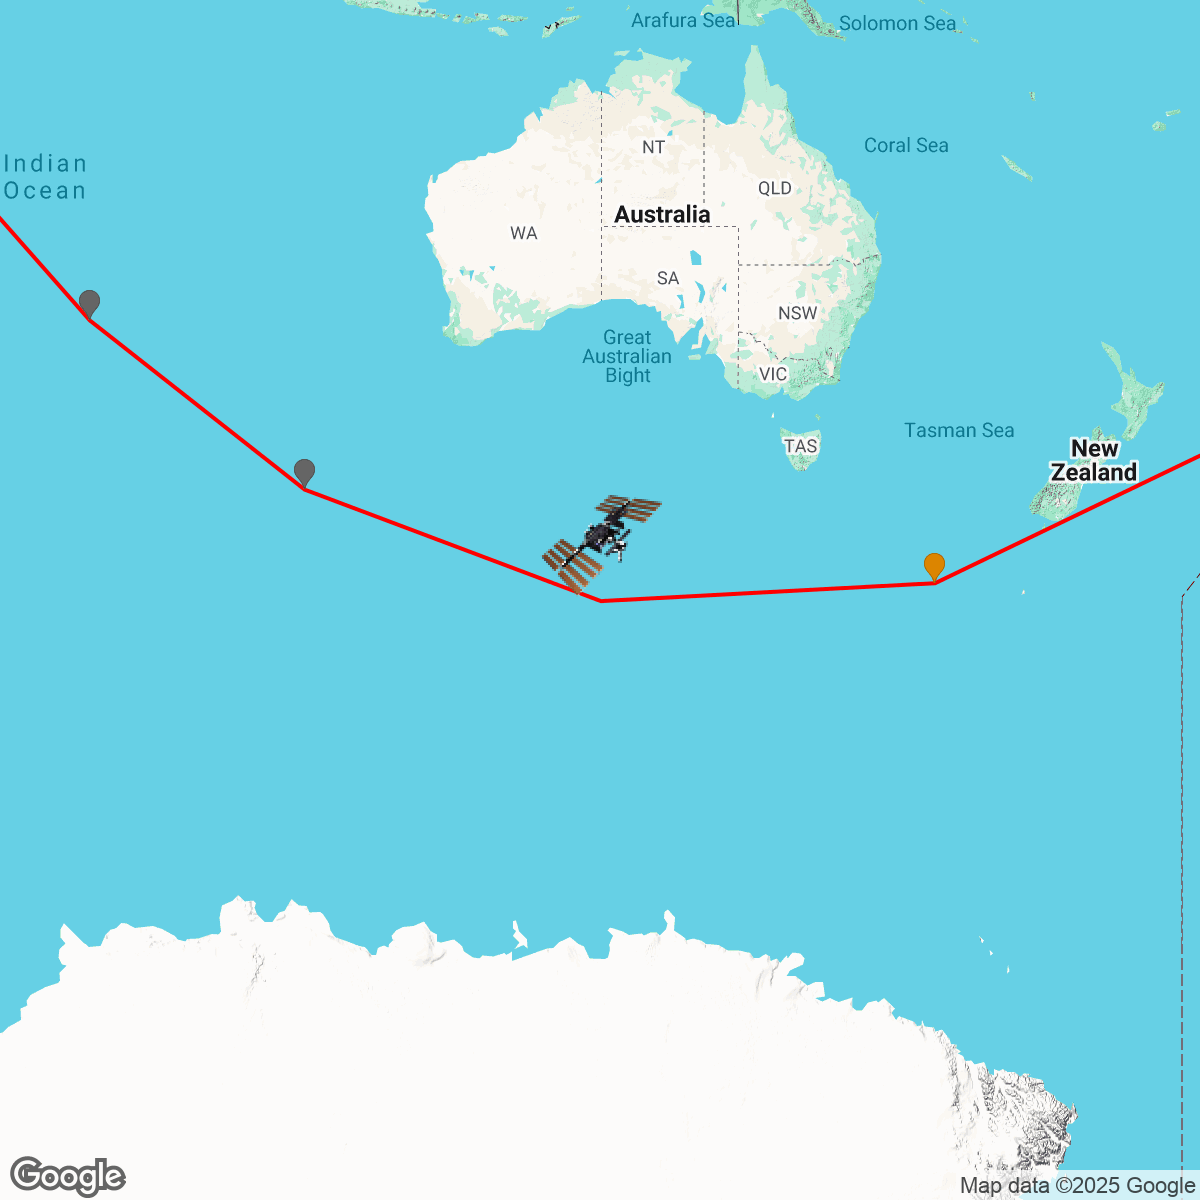 Arafura Sea
Solomon Sea
Indian
Ocean
NT
Coral Sea
QLD
Australia
WA
SA
NSW
Great
Australian
Bight
VIC
TAS
Tasman Sea
New
Zealand
Google
Map data ©2025 Google